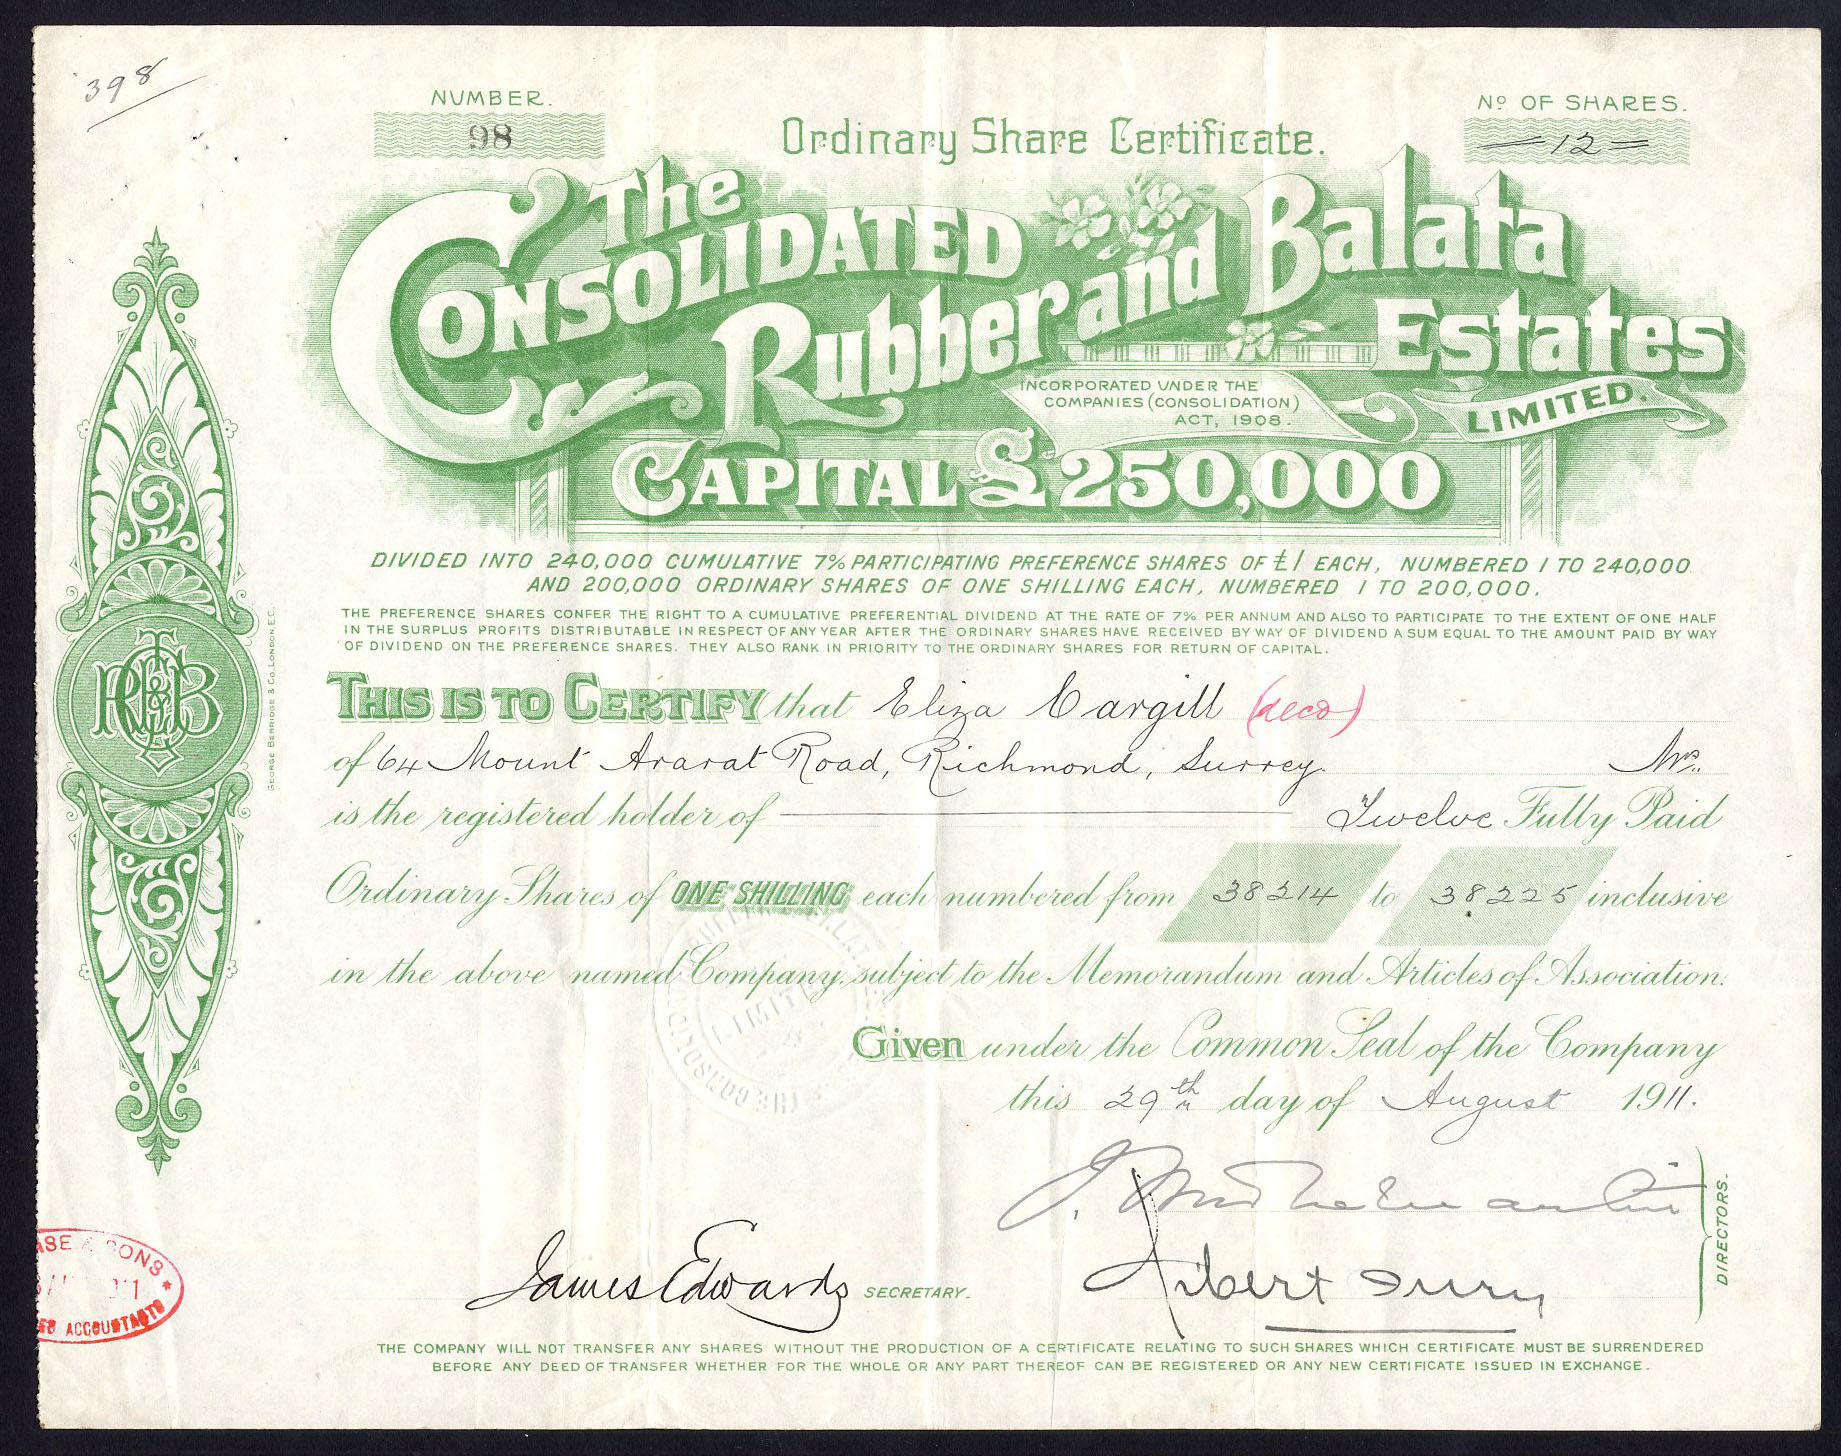 398
NUMBER.
98
Nº OF SHARES.
= 12 =
Ordinary Share Certificate.
The
CONSOLIDATED
Rubber and Balata
Estates
LIMITED.
INCORPORATED UNDER THE
COMPANIES (CONSOLIDATION)
ACT, 1908.
CAPITAL £250,000
DIVIDED INTO 240,000 CUMULATIVE 7% PARTICIPATING PREFERENCE SHARES OF £1 EACH, NUMBERED 1 TO 240,000
AND 200,000 ORDINARY SHARES OF ONE SHILLING EACH, NUMBERED 1 TO 200,000.
THE PREFERENCE SHARES CONFER THE RIGHT TO A CUMULATIVE PREFERENTIAL DIVIDEND AT THE RATE OF 7% PER ANNUM AND ALSO TO PARTICIPATE TO THE EXTENT OF ONE HALF
IN THE SURPLUS PROFITS DISTRIBUTABLE IN RESPECT OF ANY YEAR AFTER THE ORDINARY SHARES HAVE RECEIVED BY WAY OF DIVIDEND A SUM EQUAL TO THE AMOUNT PAID BY WAY
OF DIVIDEND ON THE PREFERENCE SHARES. THEY ALSO RANK IN PRIORITY TO THE ORDINARY SHARES FOR RETURN OF CAPITAL.
GEORGE BERRIDGE & CO. LONDON. E.C.
THIS IS TO CERTIFY that Eliza Cargill (decd)
of 64 Mount Ararat Road, Richmond, Surrey. Mrs.
is the registered holder of Twelve Fully Paid
Ordinary Shares of ONE SHILLING each numbered from 38214 to 38225 inclusive
in the above named Company, subject to the Memorandum and Articles of Association.
LIMITED
THE CONSOLID
Given under the Common Seal of the Company
this 29th day of August 1911.
DIRECTORS.
James Edwards SECRETARY.
Albert
ASE & SONS
ACCOUNTANTS
THE COMPANY WILL NOT TRANSFER ANY SHARES WITHOUT THE PRODUCTION OF A CERTIFICATE RELATING TO SUCH SHARES WHICH CERTIFICATE MUST BE SURRENDERED
BEFORE ANY DEED OF TRANSFER WHETHER FOR THE WHOLE OR ANY PART THEREOF CAN BE REGISTERED OR ANY NEW CERTIFICATE ISSUED IN EXCHANGE.